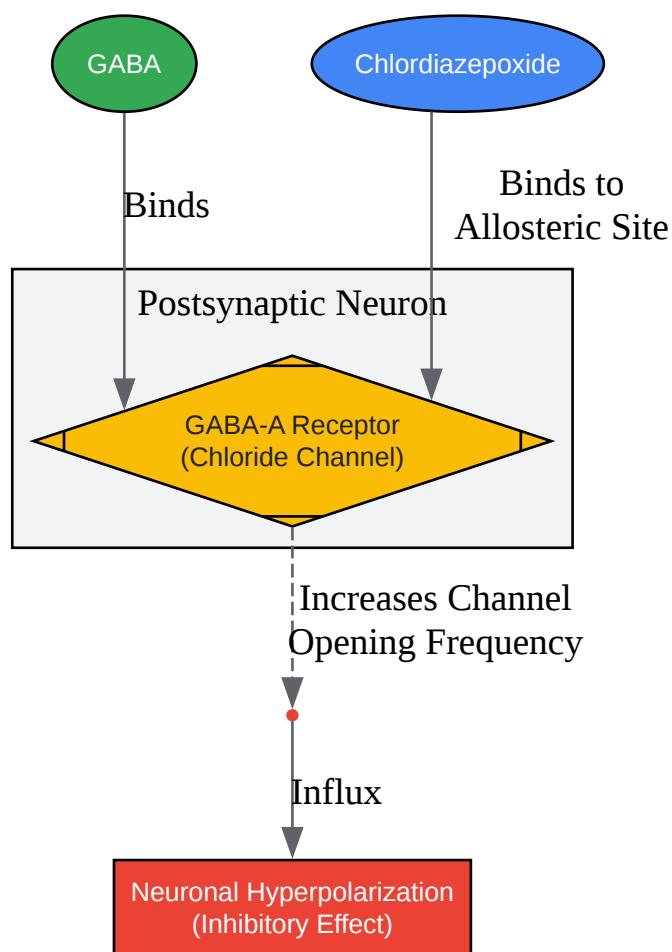 GABA
Chlordiazepoxide
Binds
Binds to
Allosteric Site
Postsynaptic Neuron
GABA-A Receptor
(Chloride Channel)
Increases Channel
Opening Frequency
Influx
Neuronal Hyperpolarization
(Inhibitory Effect)